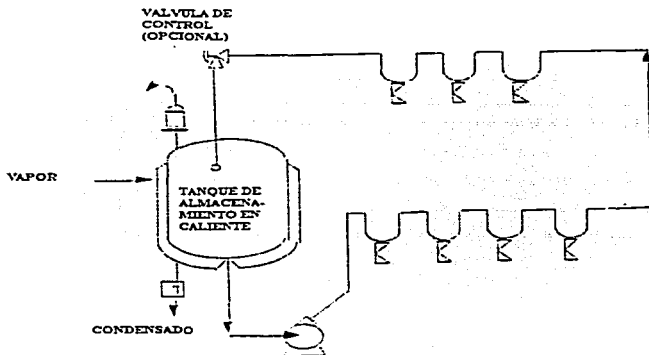 VALVULA DE
CONTROL
(OPCIONAL)
VAPOR
TANQUE DE
ALMACENA-
MIENTO EN
CALIENTE
CONDENSADO